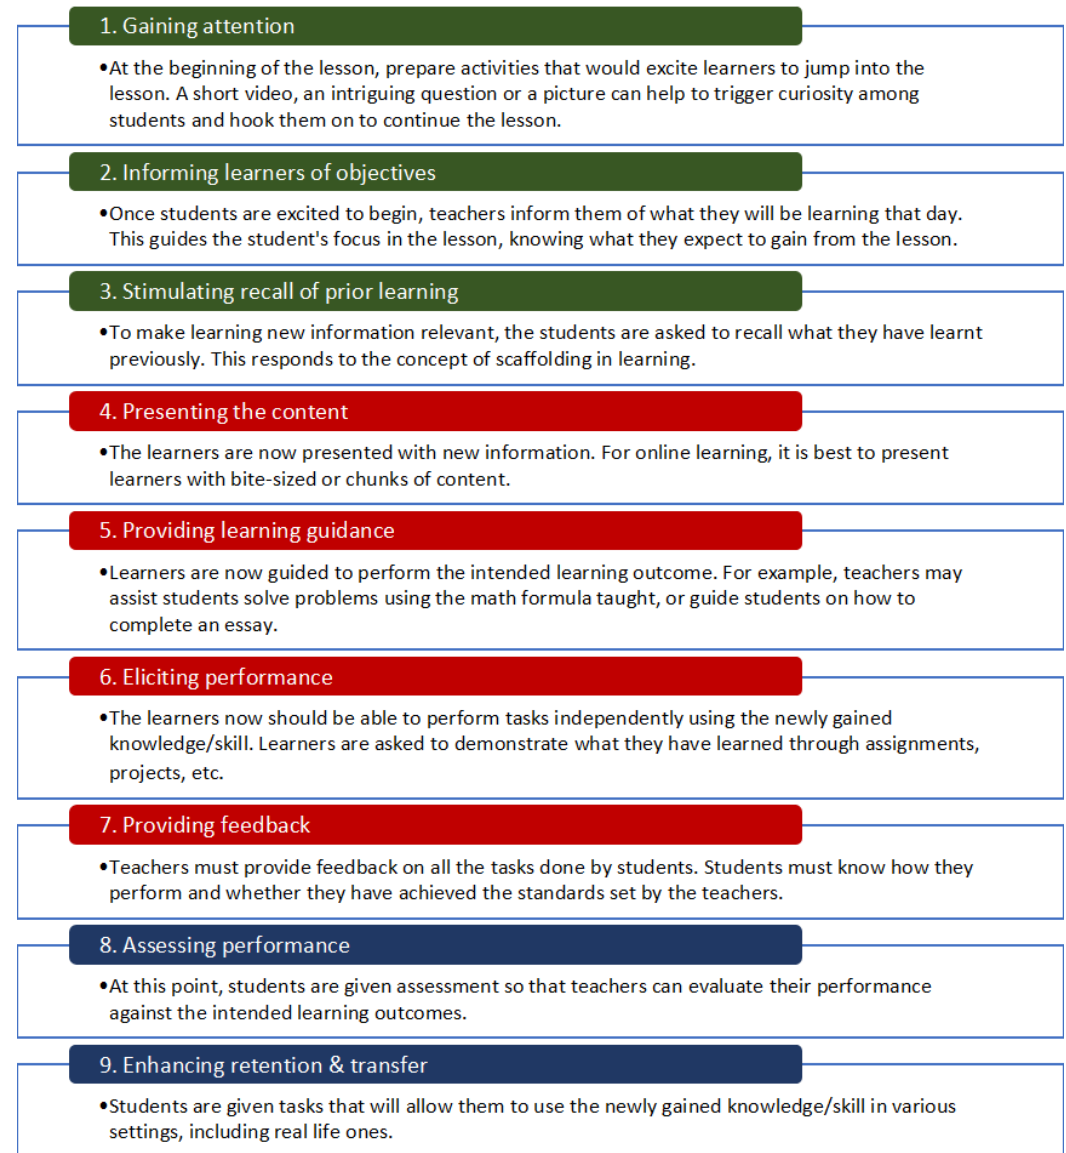 1. Gaining attention
•At the beginning of the lesson, prepare activities that would excite learners to jump into the
lesson. A short video, an intriguing question or a picture can help to trigger curiosity among
students and hook them on to continue the lesson.
2. Informing learners of objectives
•Once students are excited to begin, teachers inform them of what they will be learning that day.
This guides the student's focus in the lesson, knowing what they expect to gain from the lesson.
3. Stimulating recall of prior learning
•To make learning new information relevant, the students are asked to recall what they have learnt
previously. This responds to the concept of scaffolding in learning.
4. Presenting the content
•The learners are now presented with new information. For online learning, it is best to present
learners with bite-sized or chunks of content.
5. Providing learning guidance
•Learners are now guided to perform the intended learning outcome. For example, teachers may
assist students solve problems using the math formula taught, or guide students on how to
complete an essay.
6. Eliciting performance
•The learners now should be able to perform tasks independently using the newly gained
knowledge/skill. Learners are asked to demonstrate what they have learned through assignments,
projects, etc.
7. Providing feedback
•Teachers must provide feedback on all the tasks done by students. Students must know how they
perform and whether they have achieved the standards set by the teachers.
8. Assessing performance
•At this point, students are given assessment so that teachers can evaluate their performance
against the intended learning outcomes.
9. Enhancing retention & transfer
•Students are given tasks that will allow them to use the newly gained knowledge/skill in various
settings, including real life ones.